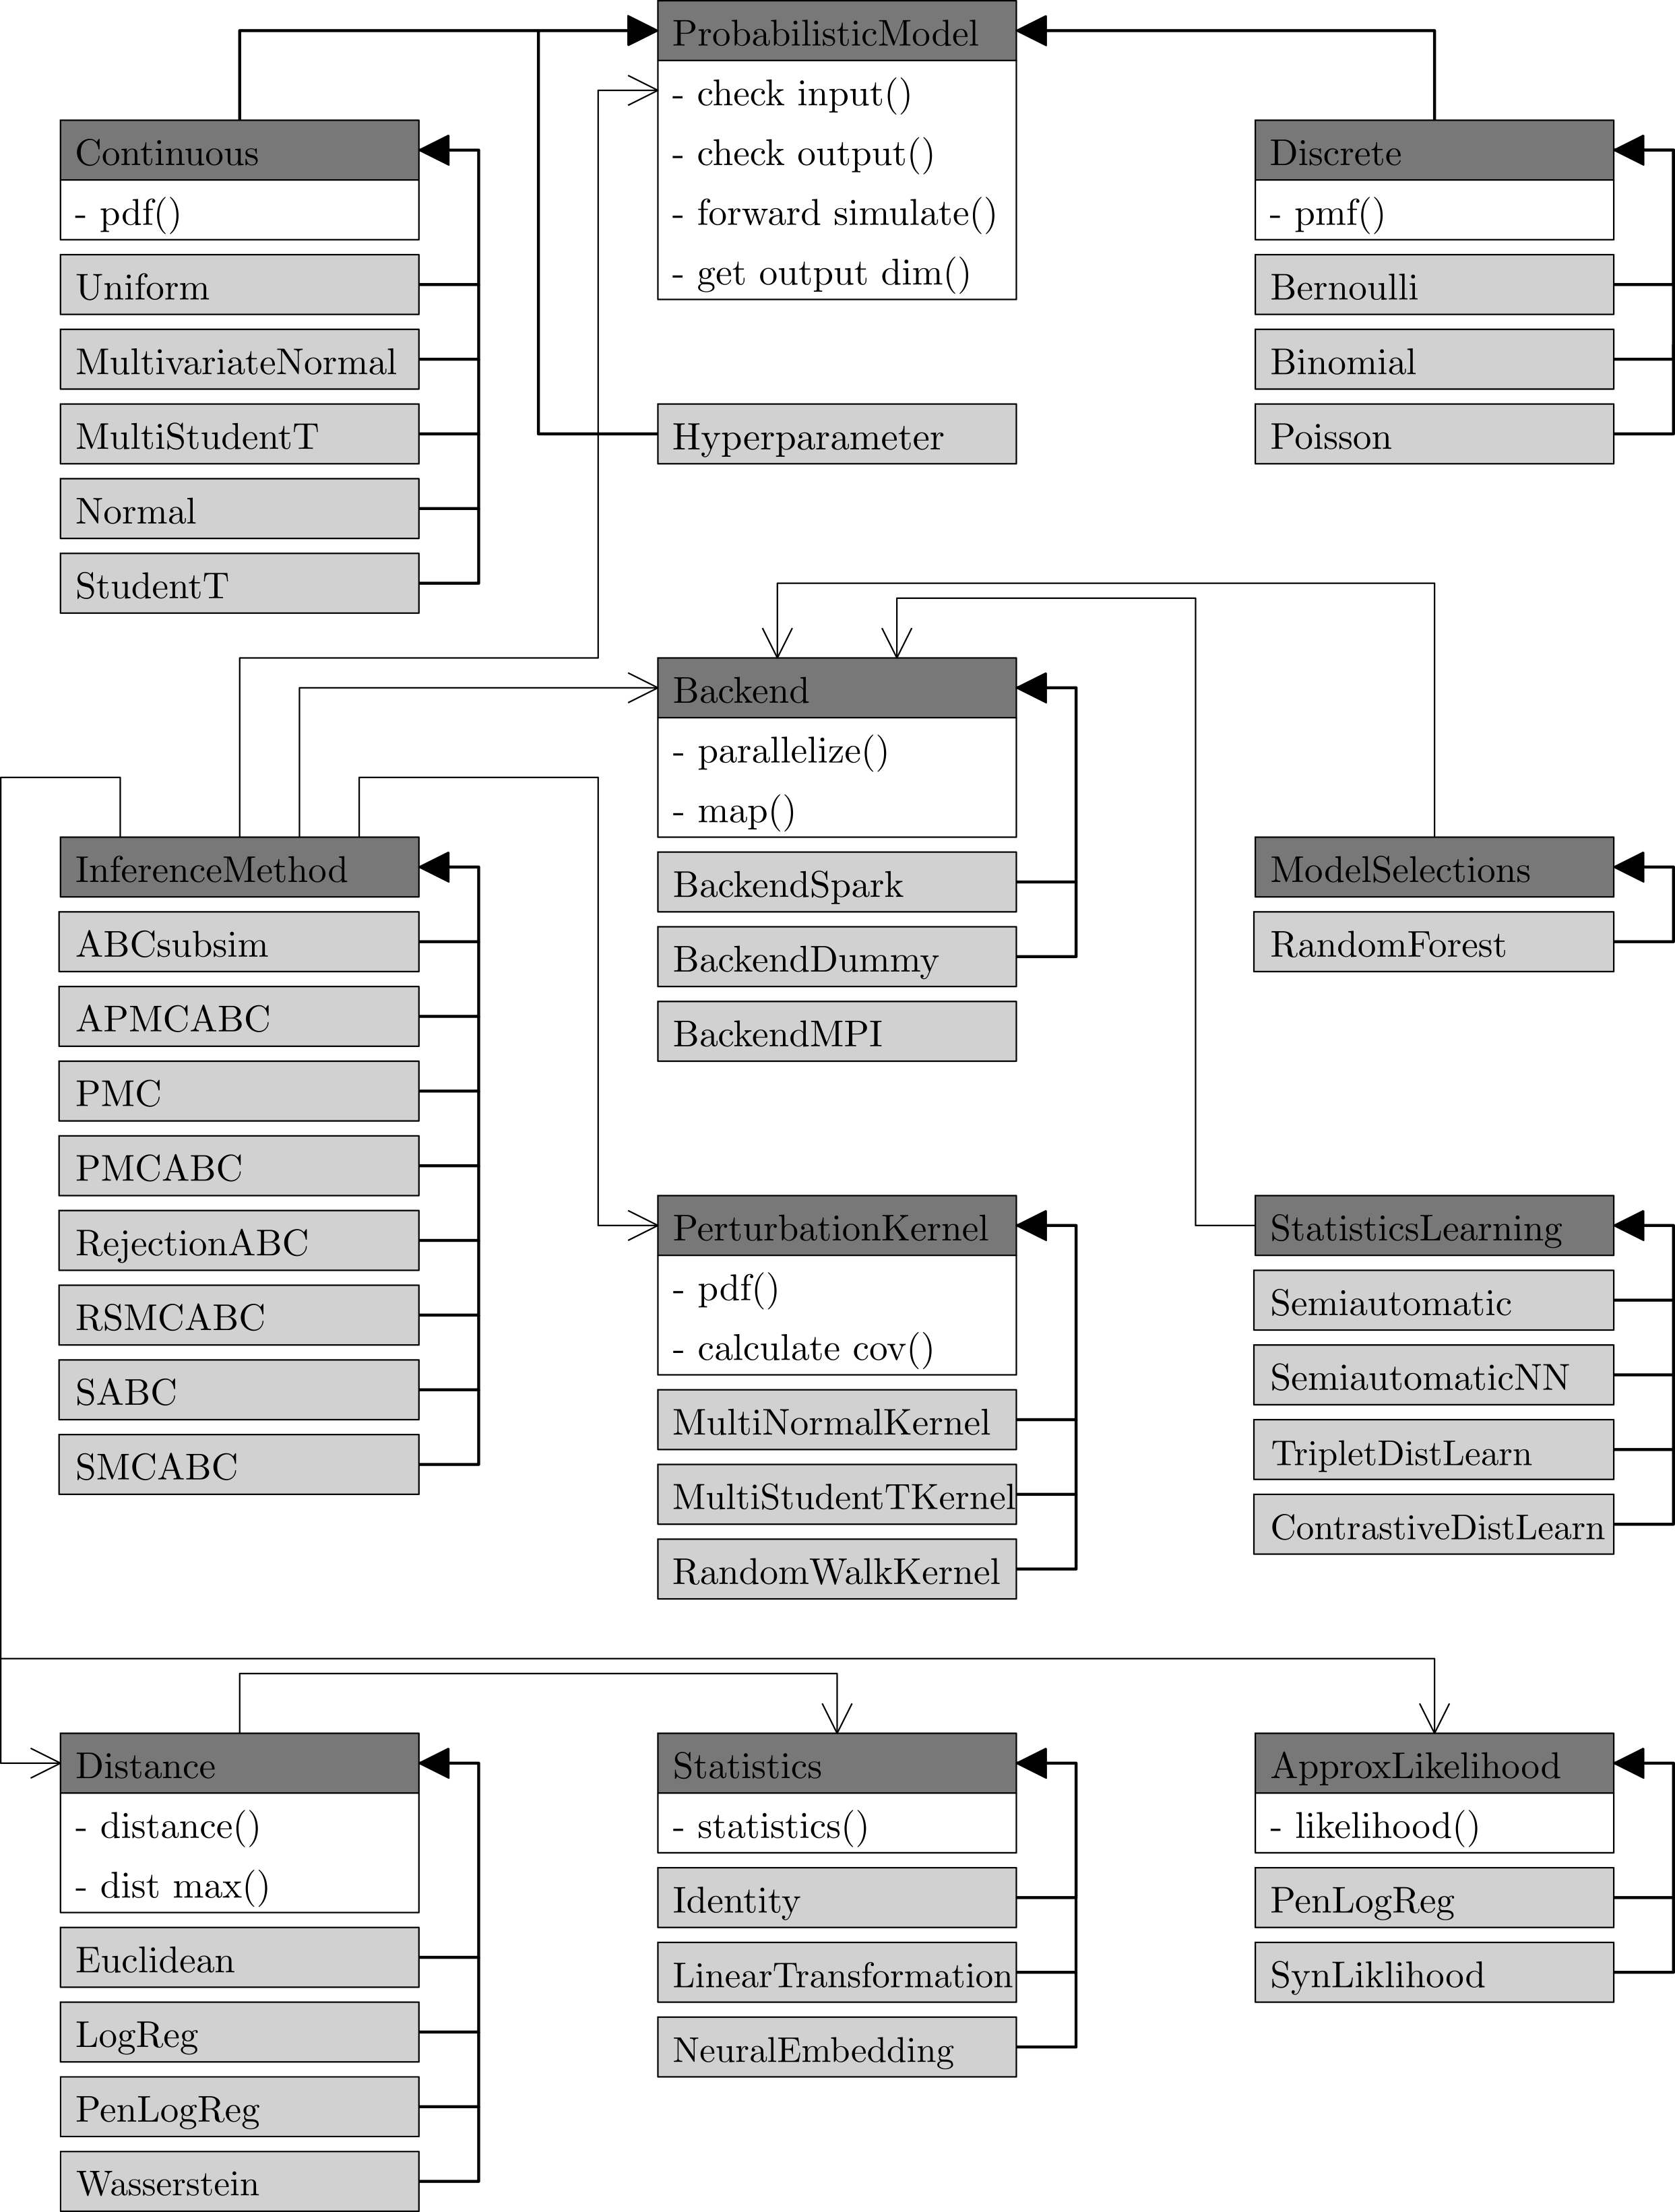 ProbabilisticModel
- check input()
- check output()
- forward simulate()
- get output dim()
Continuous
- pdf()
Uniform
MultivariateNormal
MultiStudentT
Normal
StudentT
Hyperparameter
Discrete
- pmf()
Bernoulli
Binomial
Poisson
Backend
- parallelize()
- map()
BackendSpark
BackendDummy
BackendMPI
InferenceMethod
ABCsubsim
APMCABC
PMC
PMCABC
RejectionABC
RSMCABC
SABC
SMCABC
ModelSelections
RandomForest
PerturbationKernel
- pdf()
- calculate cov()
MultiNormalKernel
MultiStudentTKernel
RandomWalkKernel
StatisticsLearning
Semiautomatic
SemiautomaticNN
TripletDistLearn
ContrastiveDistLearn
Distance
- distance()
- dist max()
Euclidean
LogReg
PenLogReg
Wasserstein
Statistics
- statistics()
Identity
LinearTransformation
NeuralEmbedding
ApproxLikelihood
- likelihood()
PenLogReg
SynLiklihood